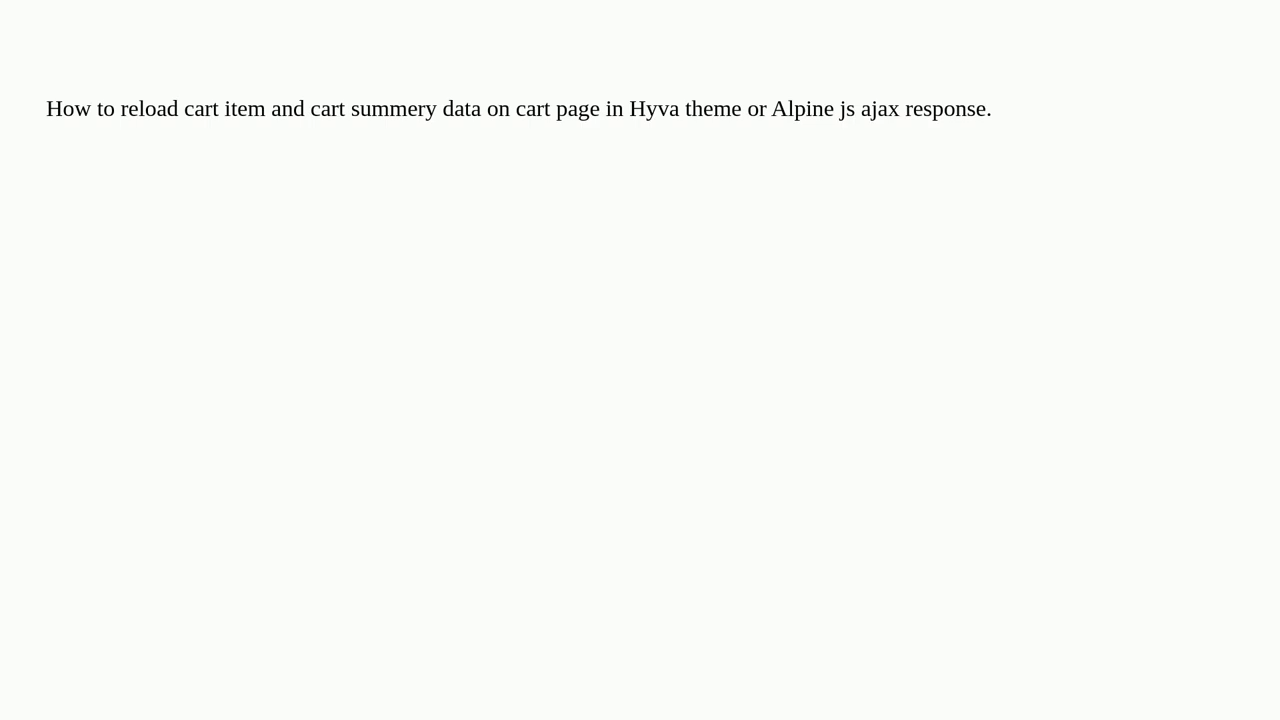 How to reload cart item and cart summery data on cart page in Hyva theme or Alpine js ajax response.